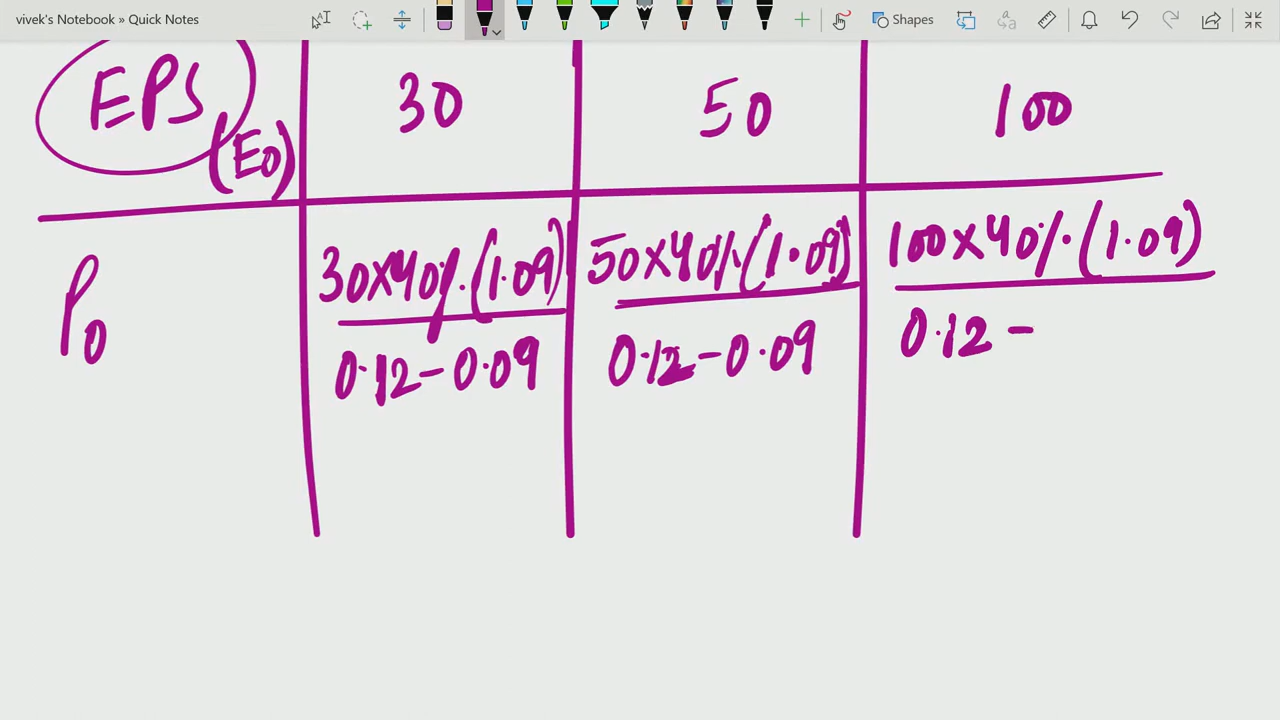 vivek's Notebook » Quick Notes
Shapes
EPS (E0) 30 50 100
P0 30×40%(1.09) 50×40%(1.09) 100×40%(1.09)
0.12-0.09 0.12-0.09 0.12-